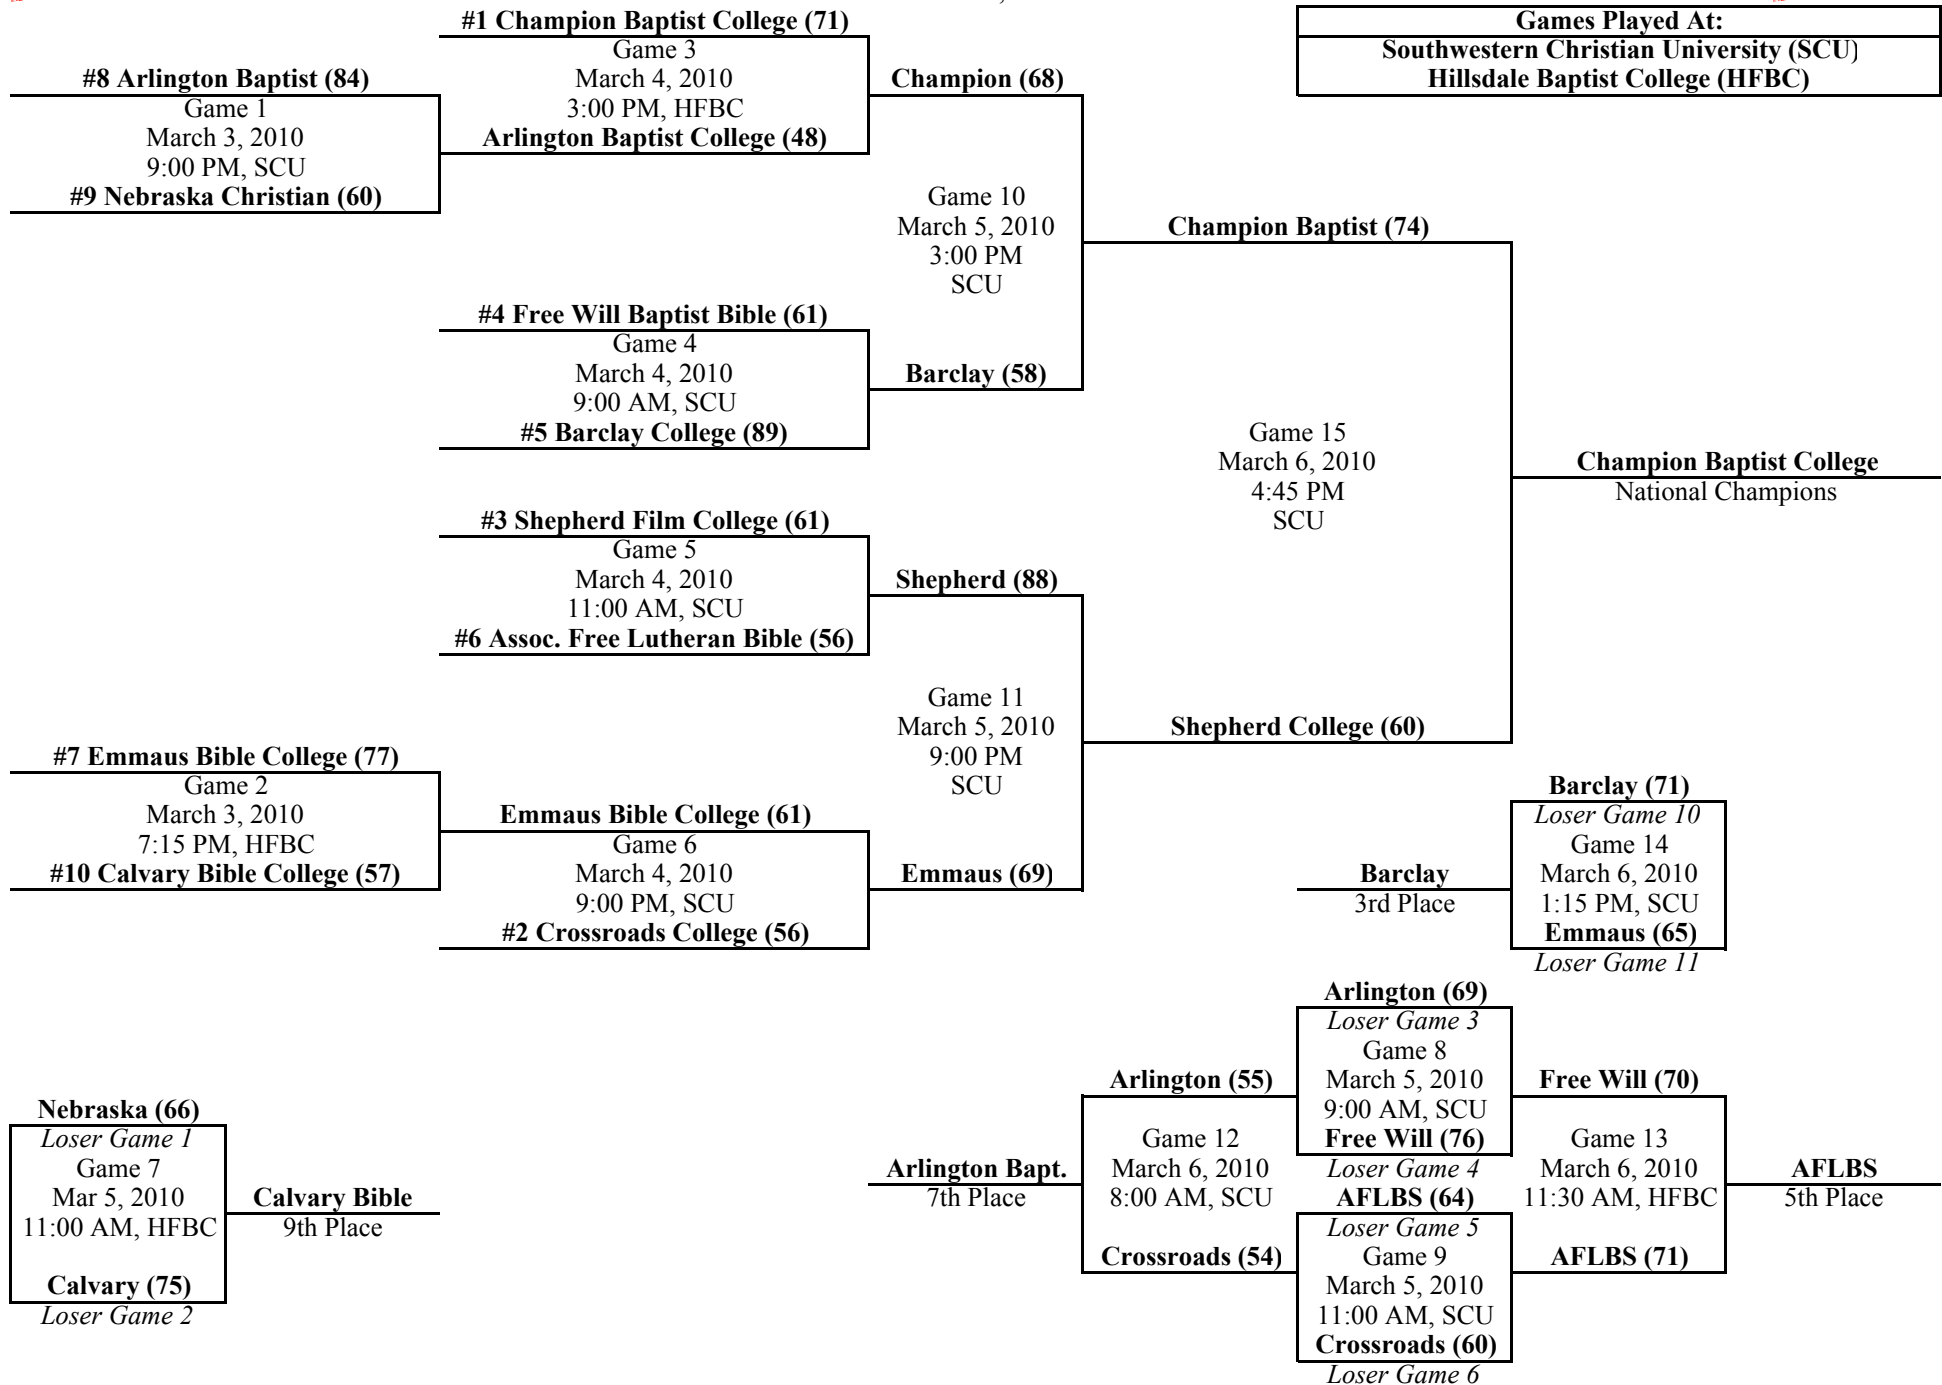 #1 Champion Baptist College (71)
Game 3
March 4, 2010
3:00 PM, HFBC
Arlington Baptist College (48)
Games Played At:
Southwestern Christian University (SCU)
Hillsdale Baptist College (HFBC)
#8 Arlington Baptist (84)
Game 1
March 3, 2010
9:00 PM, SCU
#9 Nebraska Christian (60)
Champion (68)
Game 10
March 5, 2010
3:00 PM
SCU
Champion Baptist (74)
#4 Free Will Baptist Bible (61)
Game 4
March 4, 2010
9:00 AM, SCU
#5 Barclay College (89)
Barclay (58)
Game 15
March 6, 2010
4:45 PM
SCU
Champion Baptist College
National Champions
#3 Shepherd Film College (61)
Game 5
March 4, 2010
11:00 AM, SCU
#6 Assoc. Free Lutheran Bible (56)
Shepherd (88)
Game 11
March 5, 2010
9:00 PM
SCU
Shepherd College (60)
#7 Emmaus Bible College (77)
Game 2
March 3, 2010
7:15 PM, HFBC
#10 Calvary Bible College (57)
Emmaus Bible College (61)
Game 6
March 4, 2010
9:00 PM, SCU
#2 Crossroads College (56)
Emmaus (69)
Barclay (71)
Loser Game 10
Game 14
March 6, 2010
1:15 PM, SCU
Emmaus (65)
Loser Game 11
Barclay
3rd Place
Arlington (69)
Loser Game 3
Game 8
March 5, 2010
9:00 AM, SCU
Free Will (76)
Loser Game 4
AFLBS (64)
Loser Game 5
Game 9
March 5, 2010
11:00 AM, SCU
Crossroads (60)
Loser Game 6
Arlington (55)
Game 12
March 6, 2010
8:00 AM, SCU
Crossroads (54)
Arlington Bapt.
7th Place
Free Will (70)
Game 13
March 6, 2010
11:30 AM, HFBC
AFLBS (71)
AFLBS
5th Place
Nebraska (66)
Loser Game 1
Game 7
Mar 5, 2010
11:00 AM, HFBC
Calvary (75)
Loser Game 2
Calvary Bible
9th Place